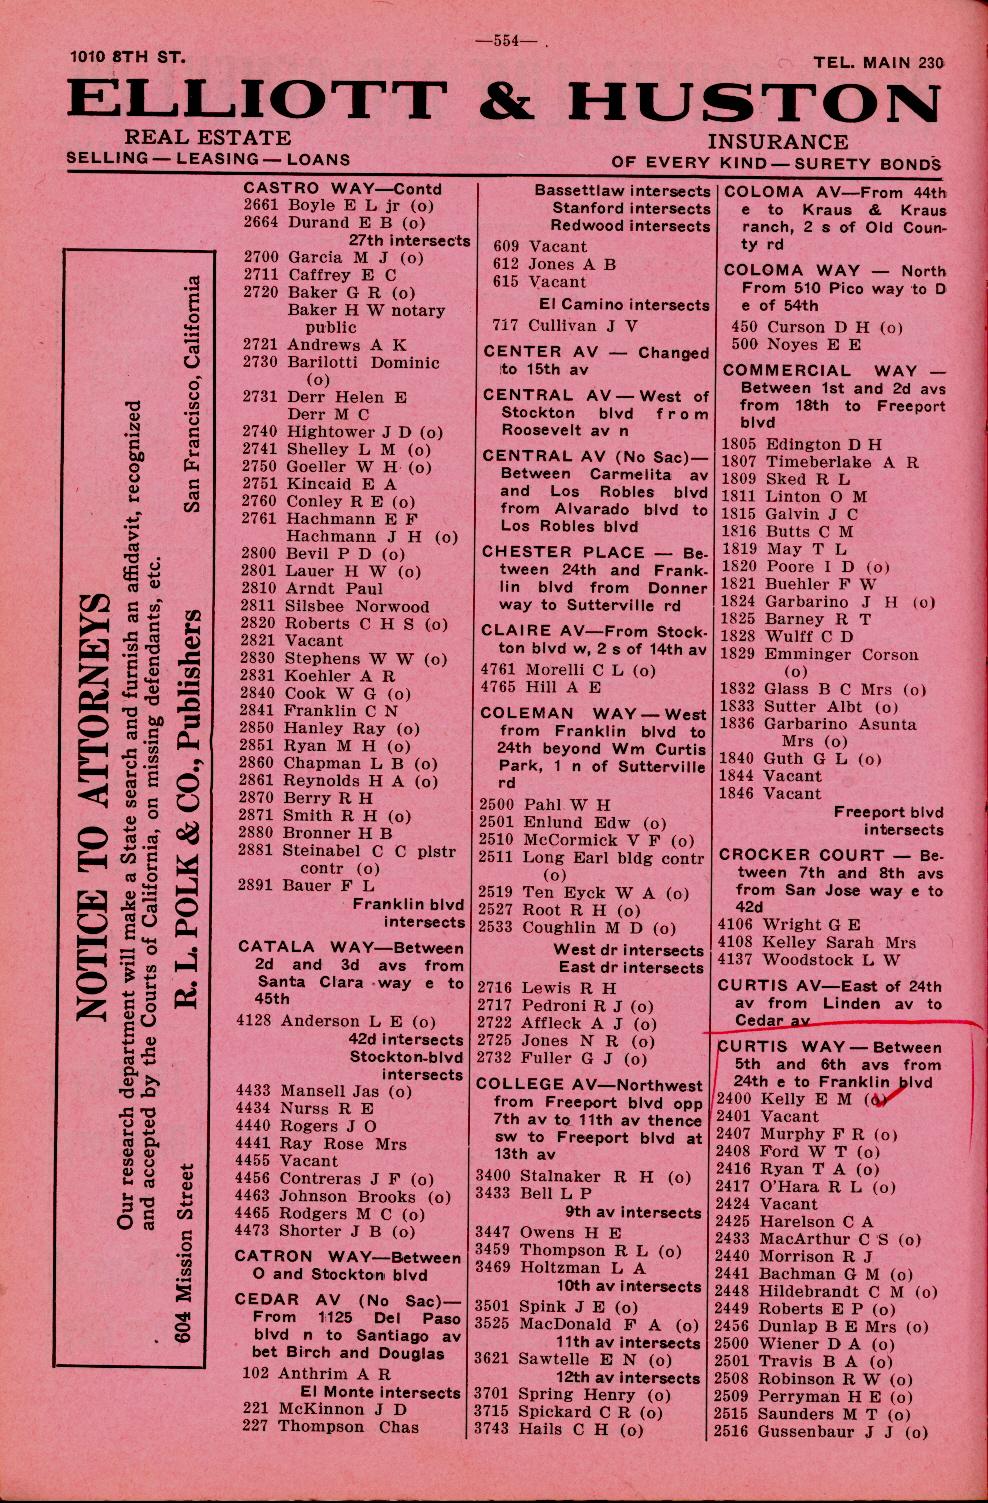 —554—
1010 8TH ST.
TEL. MAIN 230
ELLIOTT & HUSTON
REAL ESTATE
INSURANCE
SELLING — LEASING — LOANS
OF EVERY KIND — SURETY BONDS
NOTICE TO ATTORNEYS
Our research department will make a State search and furnish an affidavit, recognized
and accepted by the Courts of California, on missing defendants, etc.
R. L. POLK & CO., Publishers
604 Mission Street
San Francisco, California
CASTRO WAY—Contd
2661 Boyle E L jr (o)
2664 Durand E B (o)
27th intersects
2700 Garcia M J (o)
2711 Caffrey E C
2720 Baker G R (o)
Baker H W notary
public
2721 Andrews A K
2730 Barilotti Dominic
(o)
2731 Derr Helen E
Derr M C
2740 Hightower J D (o)
2741 Shelley L M (o)
2750 Goeller W H (o)
2751 Kincaid E A
2760 Conley R E (o)
2761 Hachmann E F
Hachmann J H (o)
2800 Bevil P D (o)
2801 Lauer H W (o)
2810 Arndt Paul
2811 Silsbee Norwood
2820 Roberts C H S (o)
2821 Vacant
2830 Stephens W W (o)
2831 Koehler A R
2840 Cook W G (o)
2841 Franklin C N
2850 Hanley Ray (o)
2851 Ryan M H (o)
2860 Chapman L B (o)
2861 Reynolds H A (o)
2870 Berry R H
2871 Smith R H (o)
2880 Bronner H B
2881 Steinabel C C plstr
contr (o)
2891 Bauer F L
Franklin blvd
intersects
CATALA WAY—Between
2d and 3d avs from
Santa Clara way e to
45th
4128 Anderson L E (o)
42d intersects
Stockton-blvd
intersects
4433 Mansell Jas (o)
4434 Nurss R E
4440 Rogers J O
4441 Ray Rose Mrs
4455 Vacant
4456 Contreras J F (o)
4463 Johnson Brooks (o)
4465 Rodgers M C (o)
4473 Shorter J B (o)
CATRON WAY—Between
O and Stockton blvd
CEDAR AV (No Sac)—
From 1125 Del Paso
blvd n to Santiago av
bet Birch and Douglas
102 Anthrim A R
El Monte intersects
221 McKinnon J D
227 Thompson Chas
Bassettlaw intersects
Stanford intersects
Redwood intersects
609 Vacant
612 Jones A B
615 Vacant
El Camino intersects
717 Cullivan J V
CENTER AV — Changed
to 15th av
CENTRAL AV — West of
Stockton blvd from
Roosevelt av n
CENTRAL AV (No Sac)—
Between Carmelita av
and Los Robles blvd
from Alvarado blvd to
Los Robles blvd
CHESTER PLACE — Be-
tween 24th and Frank-
lin blvd from Donner
way to Sutterville rd
CLAIRE AV—From Stock-
ton blvd w, 2 s of 14th av
4761 Morelli C L (o)
4765 Hill A E
COLEMAN WAY — West
from Franklin blvd to
24th beyond Wm Curtis
Park, 1 n of Sutterville
rd
2500 Pahl W H
2501 Enlund Edw (o)
2510 McCormick V F (o)
2511 Long Earl bldg contr
(o)
2519 Ten Eyck W A (o)
2527 Root R H (o)
2533 Coughlin M D (o)
West dr intersects
East dr intersects
2716 Lewis R H
2717 Pedroni R J (o)
2722 Affleck A J (o)
2725 Jones N R (o)
2732 Fuller G J (o)
COLLEGE AV—Northwest
from Freeport blvd opp
7th av to 11th av thence
sw to Freeport blvd at
13th av
3400 Stalnaker R H (o)
3433 Bell L P
9th av intersects
3447 Owens H E
3459 Thompson R L (o)
3469 Holtzman L A
10th av intersects
3501 Spink J E (o)
3525 MacDonald F A (o)
11th av intersects
3621 Sawtelle E N (o)
12th av intersects
3701 Spring Henry (o)
3715 Spickard C R (o)
3743 Hails C H (o)
COLOMA AV—From 44th
e to Kraus & Kraus
ranch, 2 s of Old Coun-
ty rd
COLOMA WAY — North
From 510 Pico way to D
e of 54th
450 Curson D H (o)
500 Noyes E E
COMMERCIAL WAY —
Between 1st and 2d avs
from 18th to Freeport
blvd
1805 Edington D H
1807 Timeberlake A R
1809 Sked R L
1811 Linton O M
1815 Galvin J C
1816 Butts C M
1819 May T L
1820 Poore I D (o)
1821 Buehler F W
1824 Garbarino J H (o)
1825 Barney R T
1828 Wulff C D
1829 Emminger Corson
(o)
1832 Glass B C Mrs (o)
1833 Sutter Albt (o)
1836 Garbarino Asunta
Mrs (o)
1840 Guth G L (o)
1844 Vacant
1846 Vacant
Freeport blvd
intersects
CROCKER COURT — Be-
tween 7th and 8th avs
from San Jose way e to
42d
4106 Wright G E
4108 Kelley Sarah Mrs
4137 Woodstock L W
CURTIS AV—East of 24th
av from Linden av to
Cedar av
CURTIS WAY — Between
5th and 6th avs from
24th e to Franklin blvd
2400 Kelly E M (o)
2401 Vacant
2407 Murphy F R (o)
2408 Ford W T (o)
2416 Ryan T A (o)
2417 O'Hara R L (o)
2424 Vacant
2425 Harelson C A
2433 MacArthur C S (o)
2440 Morrison R J
2441 Bachman G M (o)
2448 Hildebrandt C M (o)
2449 Roberts E P (o)
2456 Dunlap B E Mrs (o)
2500 Wiener D A (o)
2501 Travis B A (o)
2508 Robinson R W (o)
2509 Perryman H E (o)
2515 Saunders M T (o)
2516 Gussenbaur J J (o)